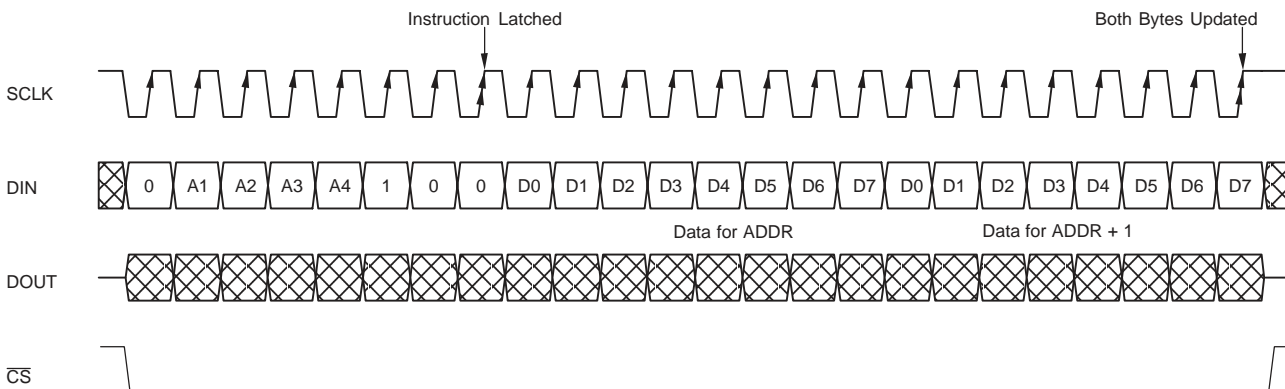 Instruction Latched Both Bytes Updated
SCLK
DIN 0 A1 A2 A3 A4 1 0 0 D0 D1 D2 D3 D4 D5 D6 D7 D0 D1 D2 D3 D4 D5 D6 D7
Data for ADDR Data for ADDR + 1
DOUT
CS